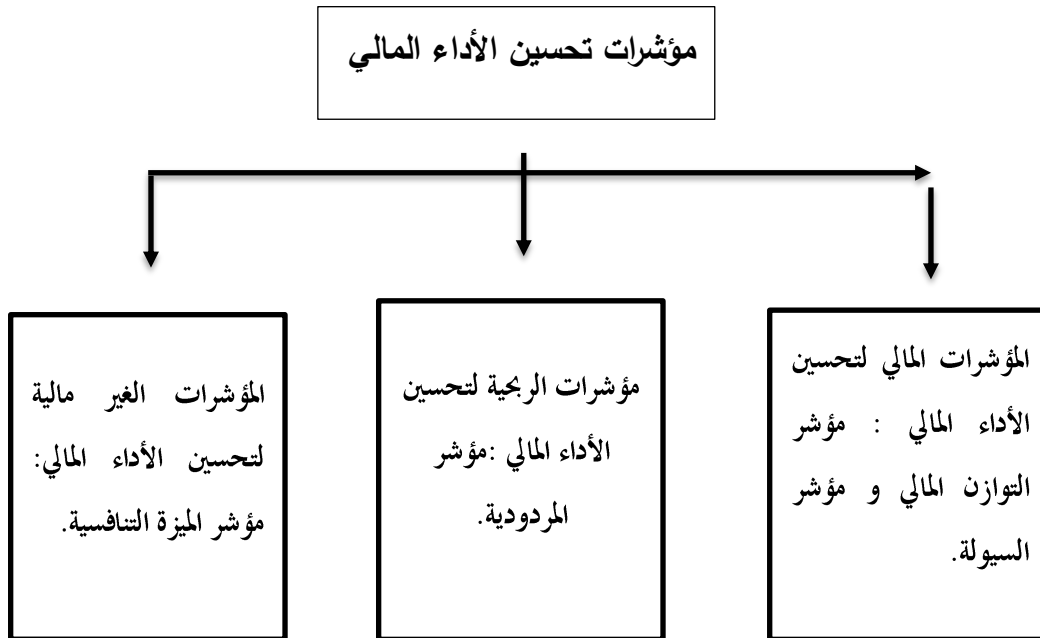 مؤشرات تحسين الأداء المالي
المؤشرات المالي لتحسين
الأداء المالي : مؤشر
التوازن المالي و مؤشر
السيولة.
مؤشرات الربحية لتحسين
الأداء المالي :مؤشر
المردودية.
المؤشرات الغير مالية
لتحسين الأداء المالي:
مؤشر الميزة التنافسية.